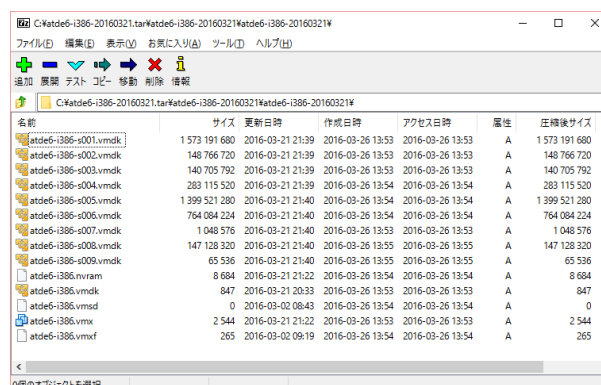 C:¥atde6-i386-20160321.tar¥atde6-i386-20160321¥atde6-i386-20160321¥
ファイル(F) 編集(E) 表示(V) お気に入り(A) ツール(T) ヘルプ(H)
追加 展開 テスト コピー 移動 削除 情報
C:¥atde6-i386-20160321.tar¥atde6-i386-20160321¥atde6-i386-20160321¥
名前 サイズ 更新日時 作成日時 アクセス日時 属性 圧縮後サイズ
atde6-i386-s001.vmdk 1 573 191 680 2016-03-21 21:39 2016-03-26 13:53 2016-03-26 13:53 A 1 573 191 680
atde6-i386-s002.vmdk 148 766 720 2016-03-21 21:39 2016-03-26 13:53 2016-03-26 13:53 A 148 766 720
atde6-i386-s003.vmdk 140 705 792 2016-03-21 21:39 2016-03-26 13:53 2016-03-26 13:53 A 140 705 792
atde6-i386-s004.vmdk 283 115 520 2016-03-21 21:39 2016-03-26 13:54 2016-03-26 13:54 A 283 115 520
atde6-i386-s005.vmdk 1 399 521 280 2016-03-21 21:40 2016-03-26 13:54 2016-03-26 13:54 A 1 399 521 280
atde6-i386-s006.vmdk 764 084 224 2016-03-21 21:40 2016-03-26 13:54 2016-03-26 13:54 A 764 084 224
atde6-i386-s007.vmdk 1 048 576 2016-03-21 21:40 2016-03-26 13:53 2016-03-26 13:53 A 1 048 576
atde6-i386-s008.vmdk 147 128 320 2016-03-21 21:40 2016-03-26 13:55 2016-03-26 13:55 A 147 128 320
atde6-i386-s009.vmdk 65 536 2016-03-21 21:40 2016-03-26 13:55 2016-03-26 13:55 A 65 536
atde6-i386.nvram 8 684 2016-03-21 21:22 2016-03-26 13:54 2016-03-26 13:54 A 8 684
atde6-i386.vmdk 847 2016-03-21 20:33 2016-03-26 13:53 2016-03-26 13:53 A 847
atde6-i386.vmsd 0 2016-03-02 08:43 2016-03-26 13:54 2016-03-26 13:54 A 0
atde6-i386.vmx 2 544 2016-03-21 21:22 2016-03-26 13:53 2016-03-26 13:53 A 2 544
atde6-i386.vmxf 265 2016-03-02 09:19 2016-03-26 13:54 2016-03-26 13:54 A 265
0個のオブジェクトを選択